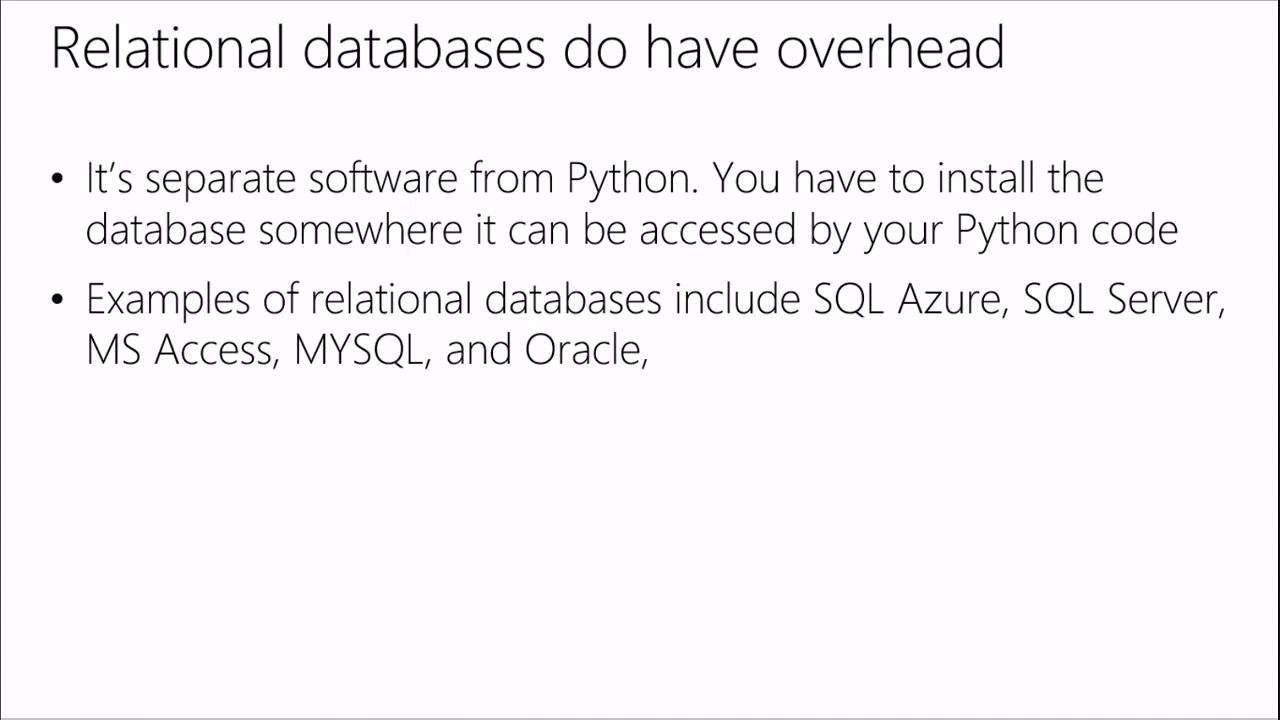 Relational databases do have overhead
• It’s separate software from Python. You have to install the
database somewhere it can be accessed by your Python code
• Examples of relational databases include SQL Azure, SQL Server,
MS Access, MYSQL, and Oracle,